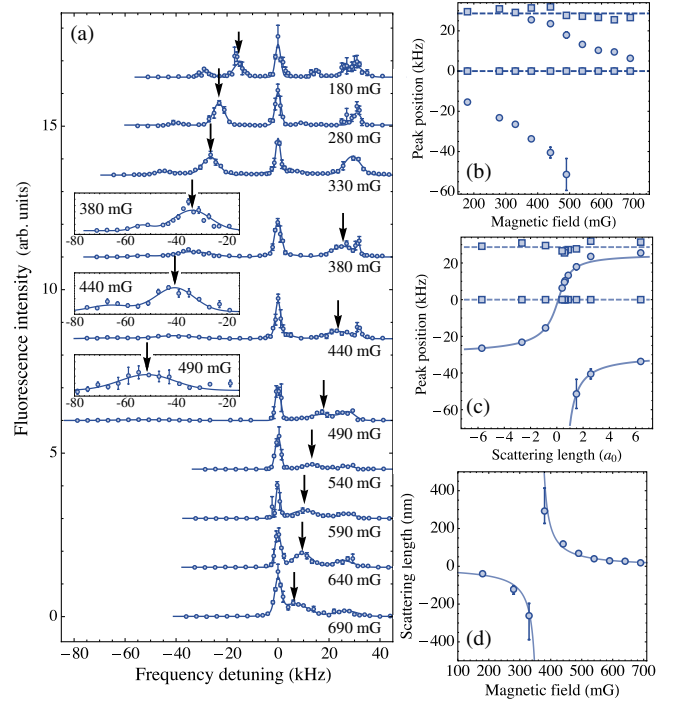 (a)
180 mG
280 mG
330 mG
380 mG
380 mG
440 mG
440 mG
490 mG
490 mG
540 mG
590 mG
640 mG
690 mG
−80 −60 −40 −20
−80 −60 −40 −20
−80 −60 −40 −20
0
5
10
15
Fluorescence intensity (arb. units)
−80 −60 −40 −20 0 20 40
Frequency detuning (kHz)
(b)
20
0
−20
−40
−60
Peak position (kHz)
200 300 400 500 600 700
Magnetic field (mG)
(c)
40
20
0
−20
−40
−60
Peak position (kHz)
−6 −4 −2 0 2 4 6
Scattering length (a0)
(d)
400
200
0
−200
−400
Scattering length (nm)
100 200 300 400 500 600 700
Magnetic field (mG)